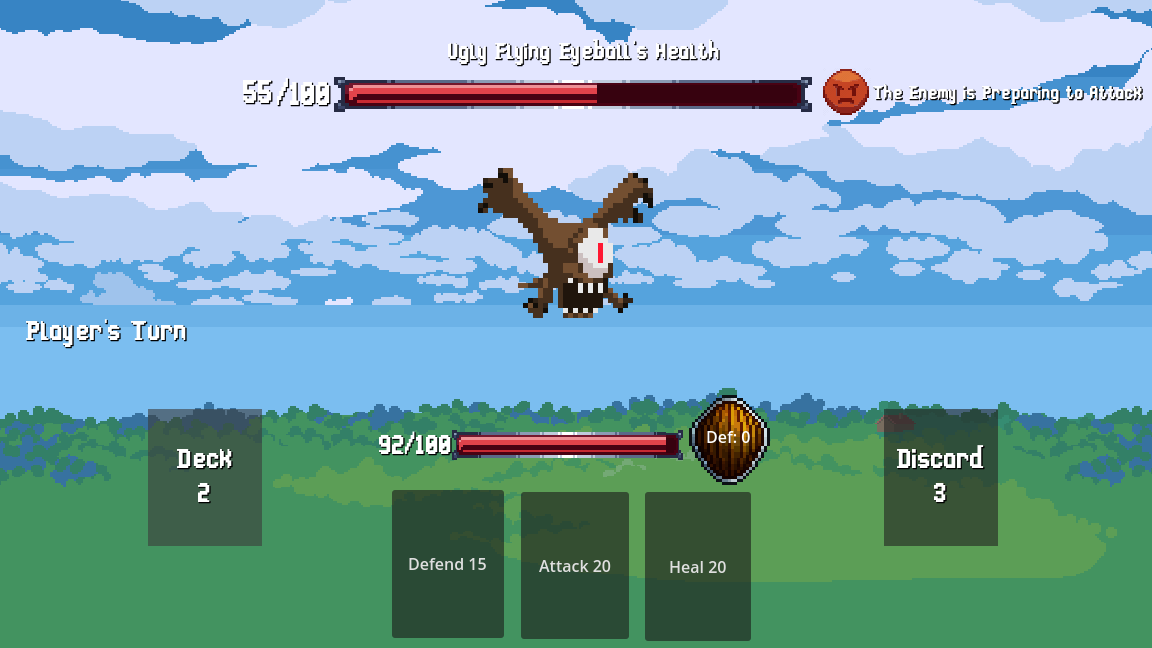 Ugly Flying Eyeball's Health
55/100
The Enemy is Preparing to Attack
Player's Turn
Deck
2
92/100
Def: 0
Discard
3
Defend 15
Attack 20
Heal 20